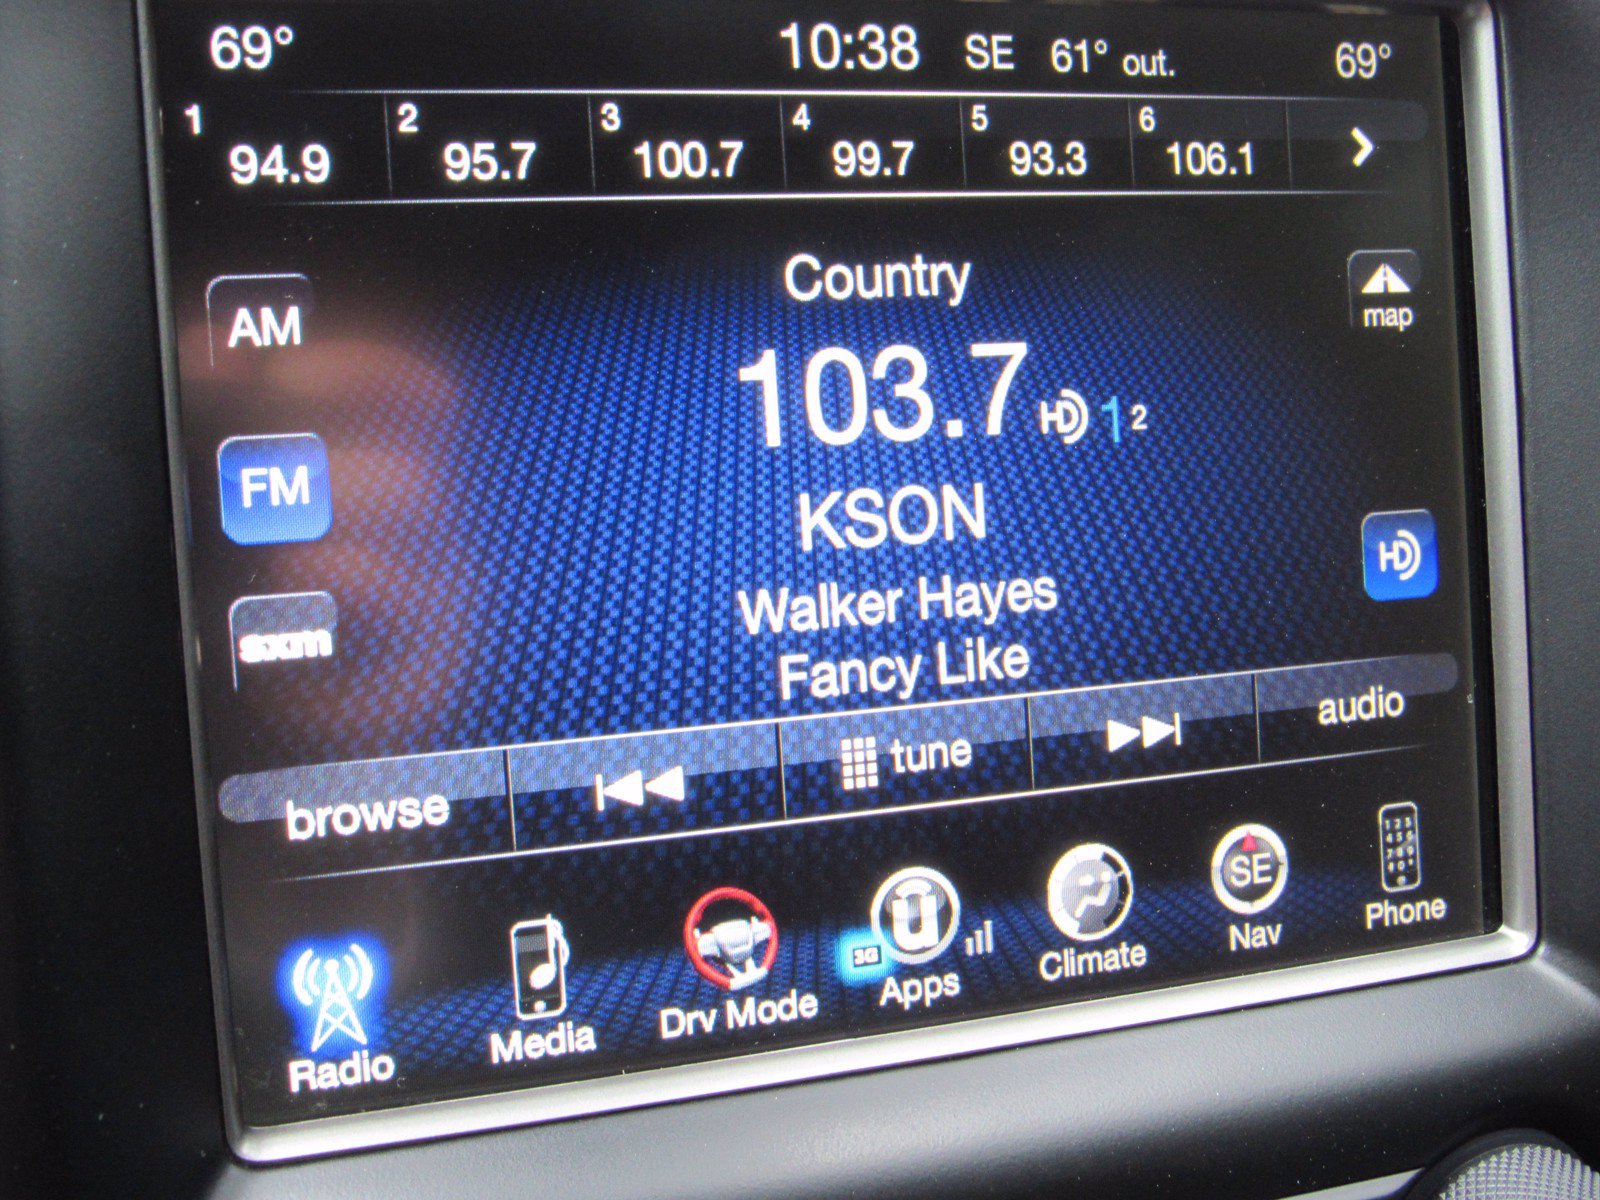 69° 10:38 SE 61° out. 69°
1 2 3 4 5 6
94.9 95.7 100.7 99.7 93.3 106.1
Country
AM
map
103.7 HD 1 2
FM
KSON
HD
Walker Hayes
sxm
Fancy Like
browse tune audio
3G
SE
Radio Media Drv Mode Apps Climate Nav Phone